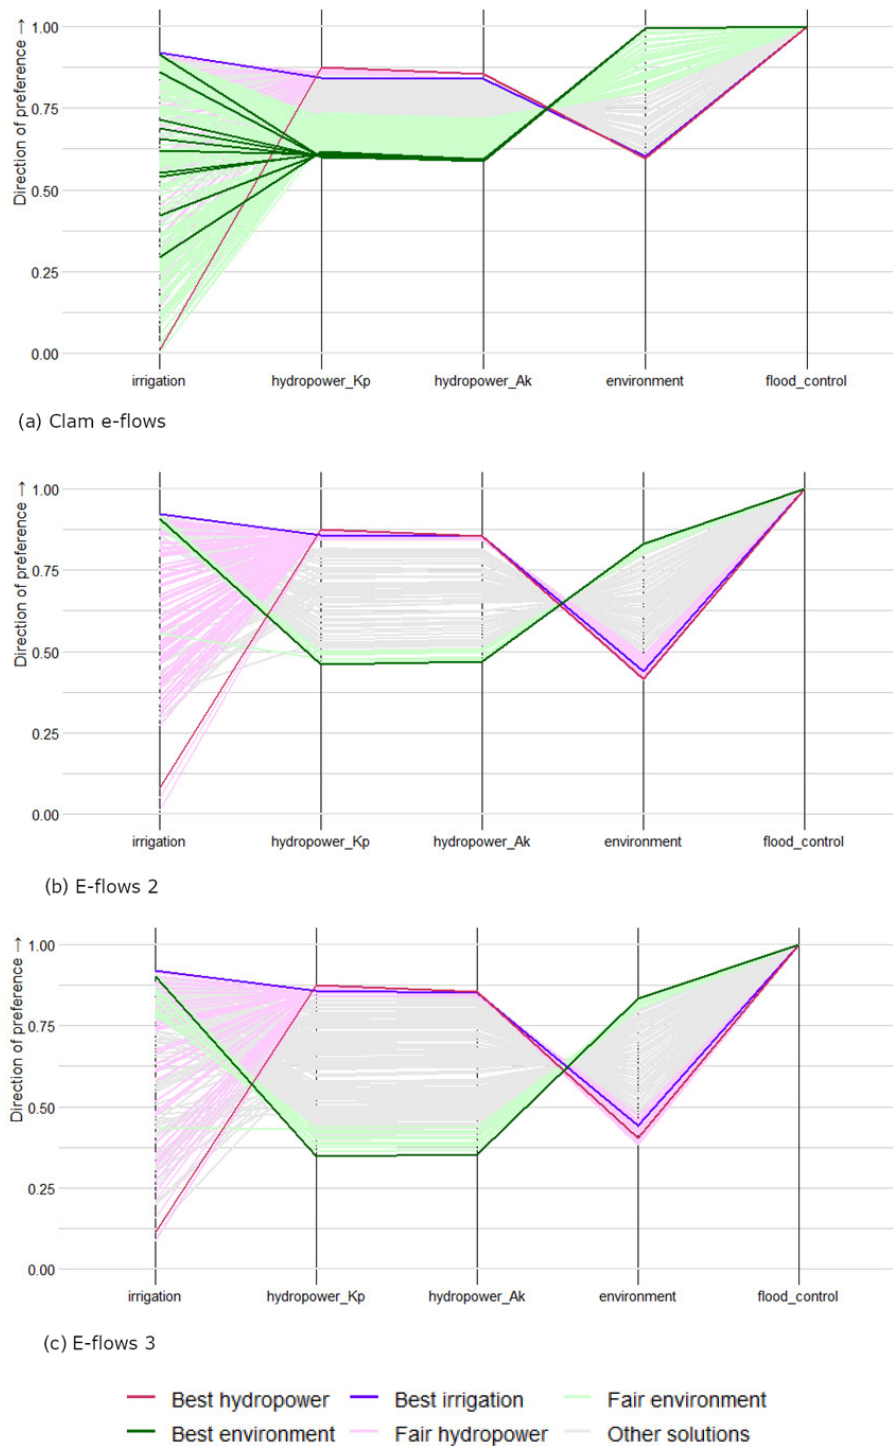 Direction of preference →
1.00
0.75
0.50
0.25
0.00
irrigation hydropower_Kp hydropower_Ak environment flood_control
(a) Clam e-flows
Direction of preference →
1.00
0.75
0.50
0.25
0.00
irrigation hydropower_Kp hydropower_Ak environment flood_control
(b) E-flows 2
Direction of preference →
1.00
0.75
0.50
0.25
0.00
irrigation hydropower_Kp hydropower_Ak environment flood_control
(c) E-flows 3
Best hydropower Best irrigation Fair environment
Best environment Fair hydropower Other solutions